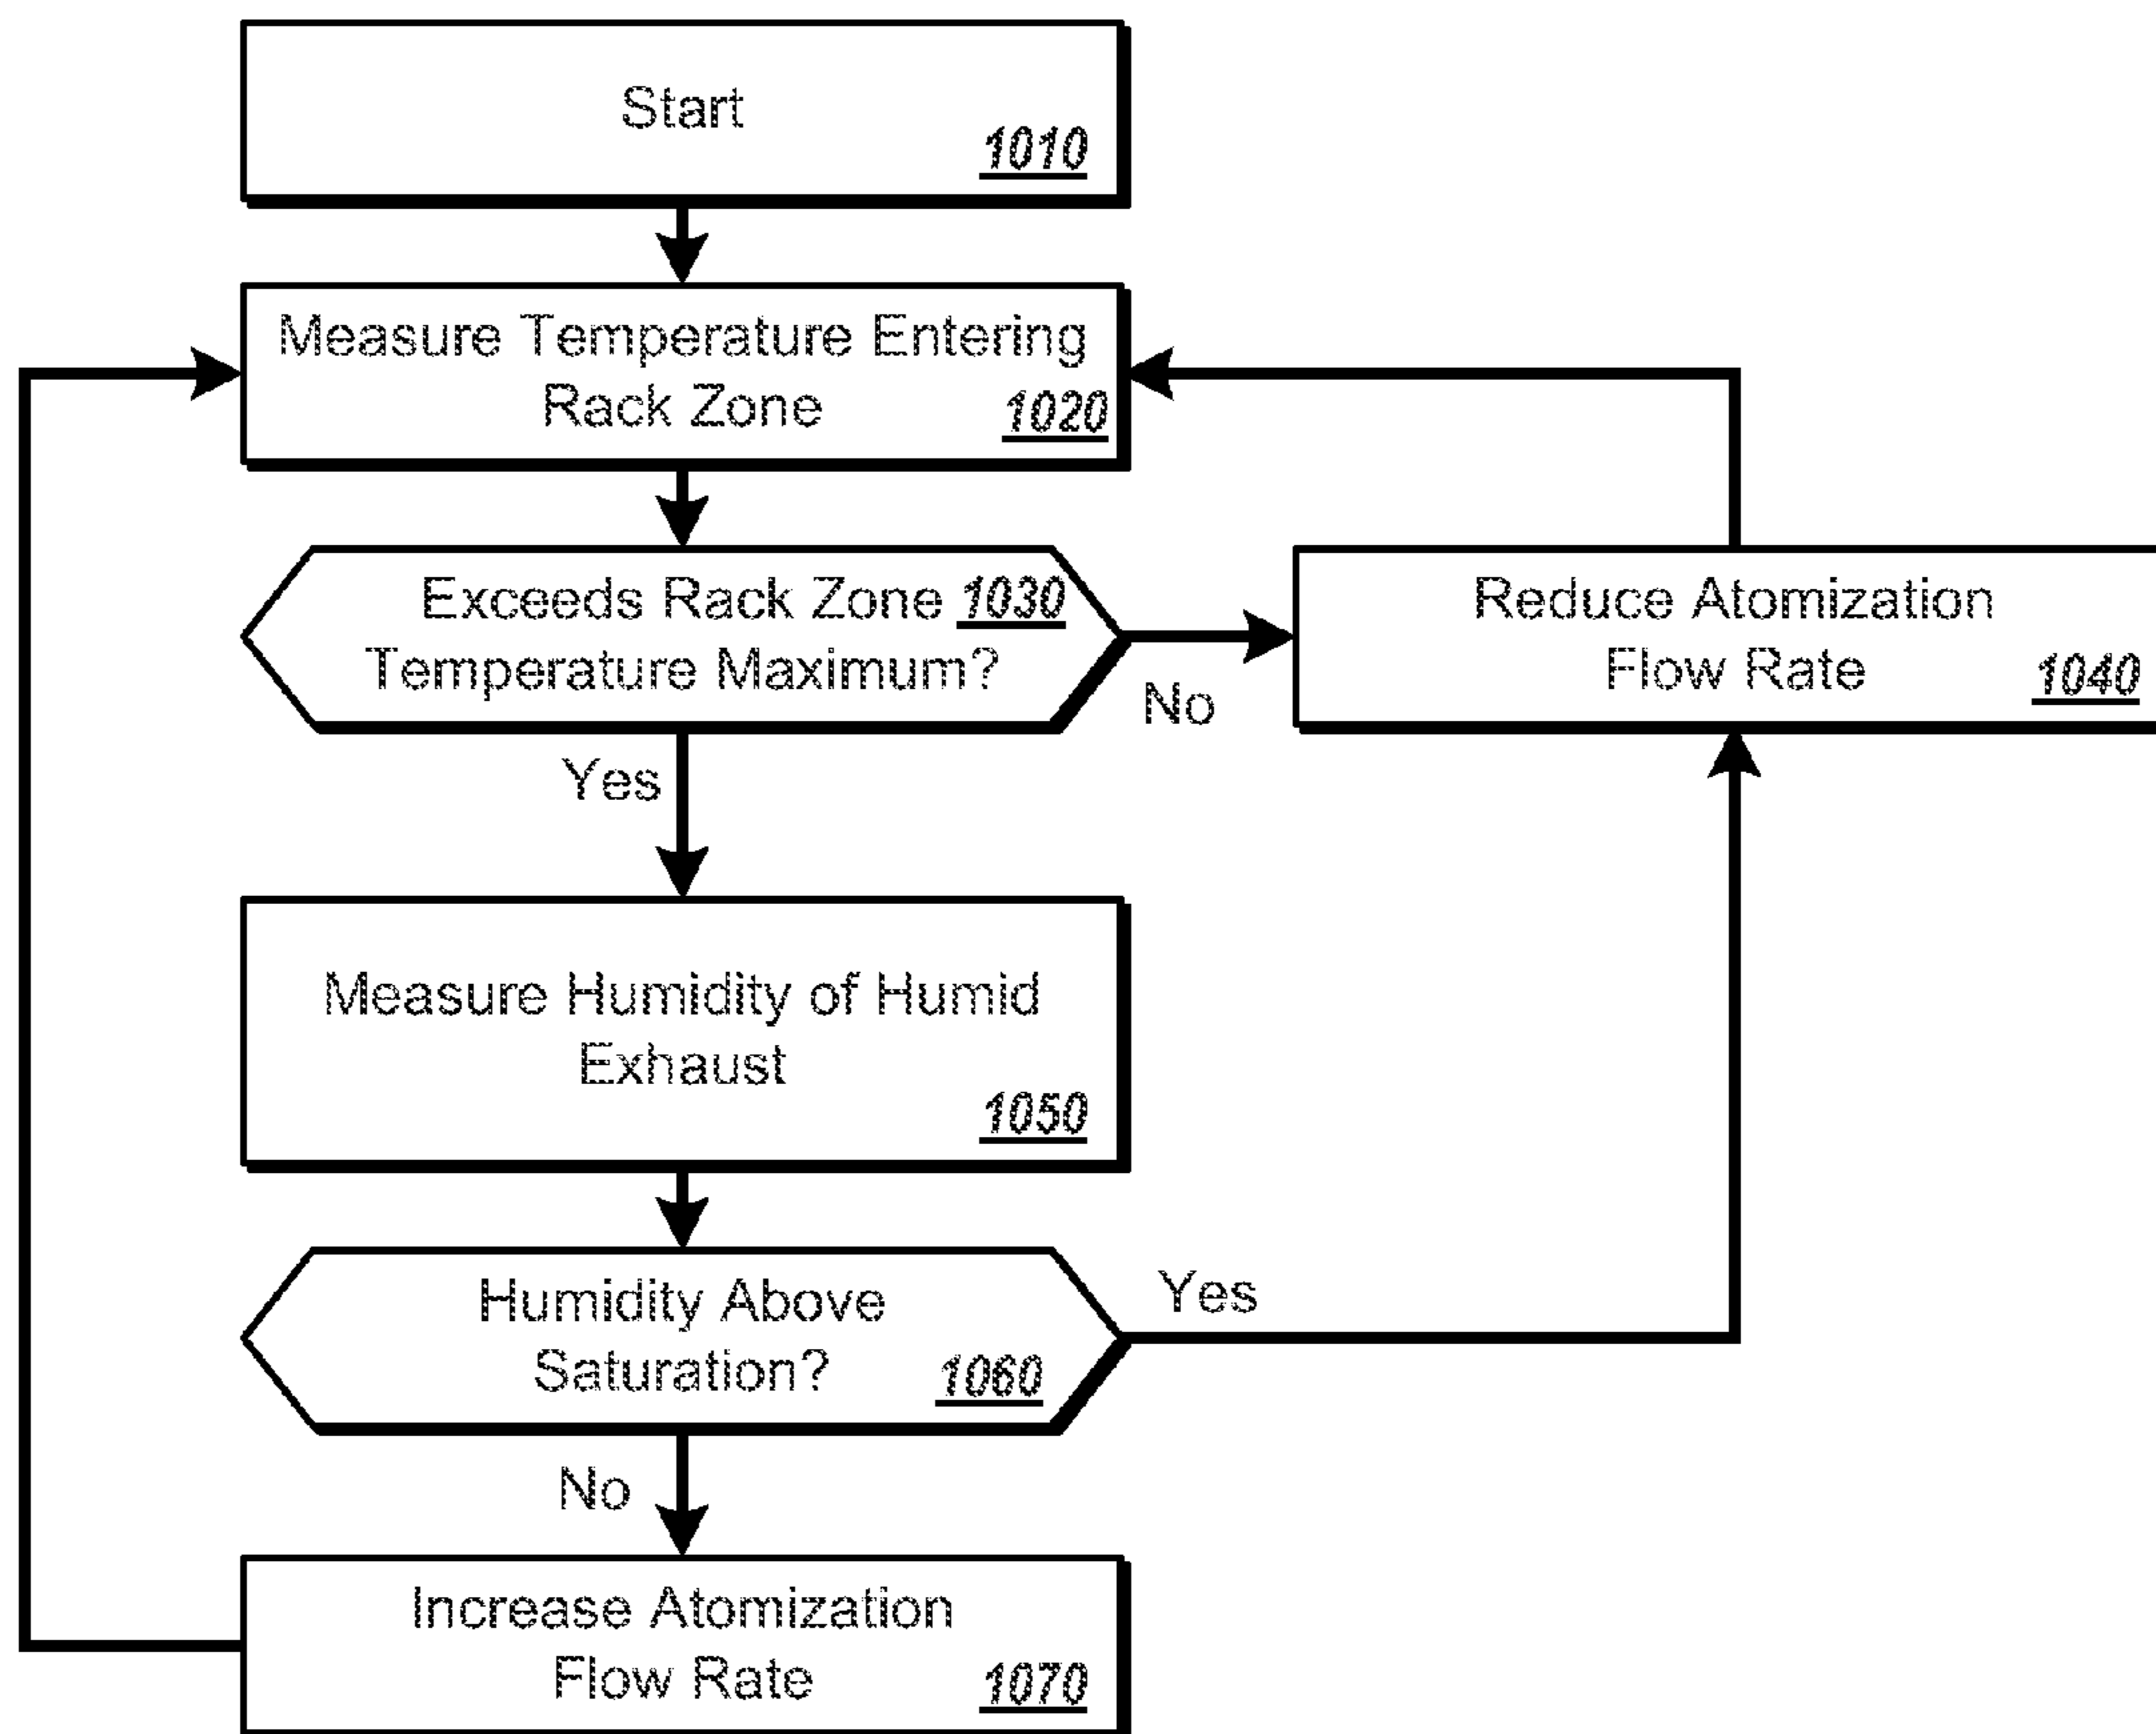 Start
1010
Measure Temperature Entering
Rack Zone 1020
Exceeds Rack Zone 1030
Temperature Maximum?
No
Reduce Atomization
Flow Rate 1040
Yes
Measure Humidity of Humid
Exhaust
1050
Humidity Above
Saturation? 1060
Yes
No
Increase Atomization
Flow Rate 1070